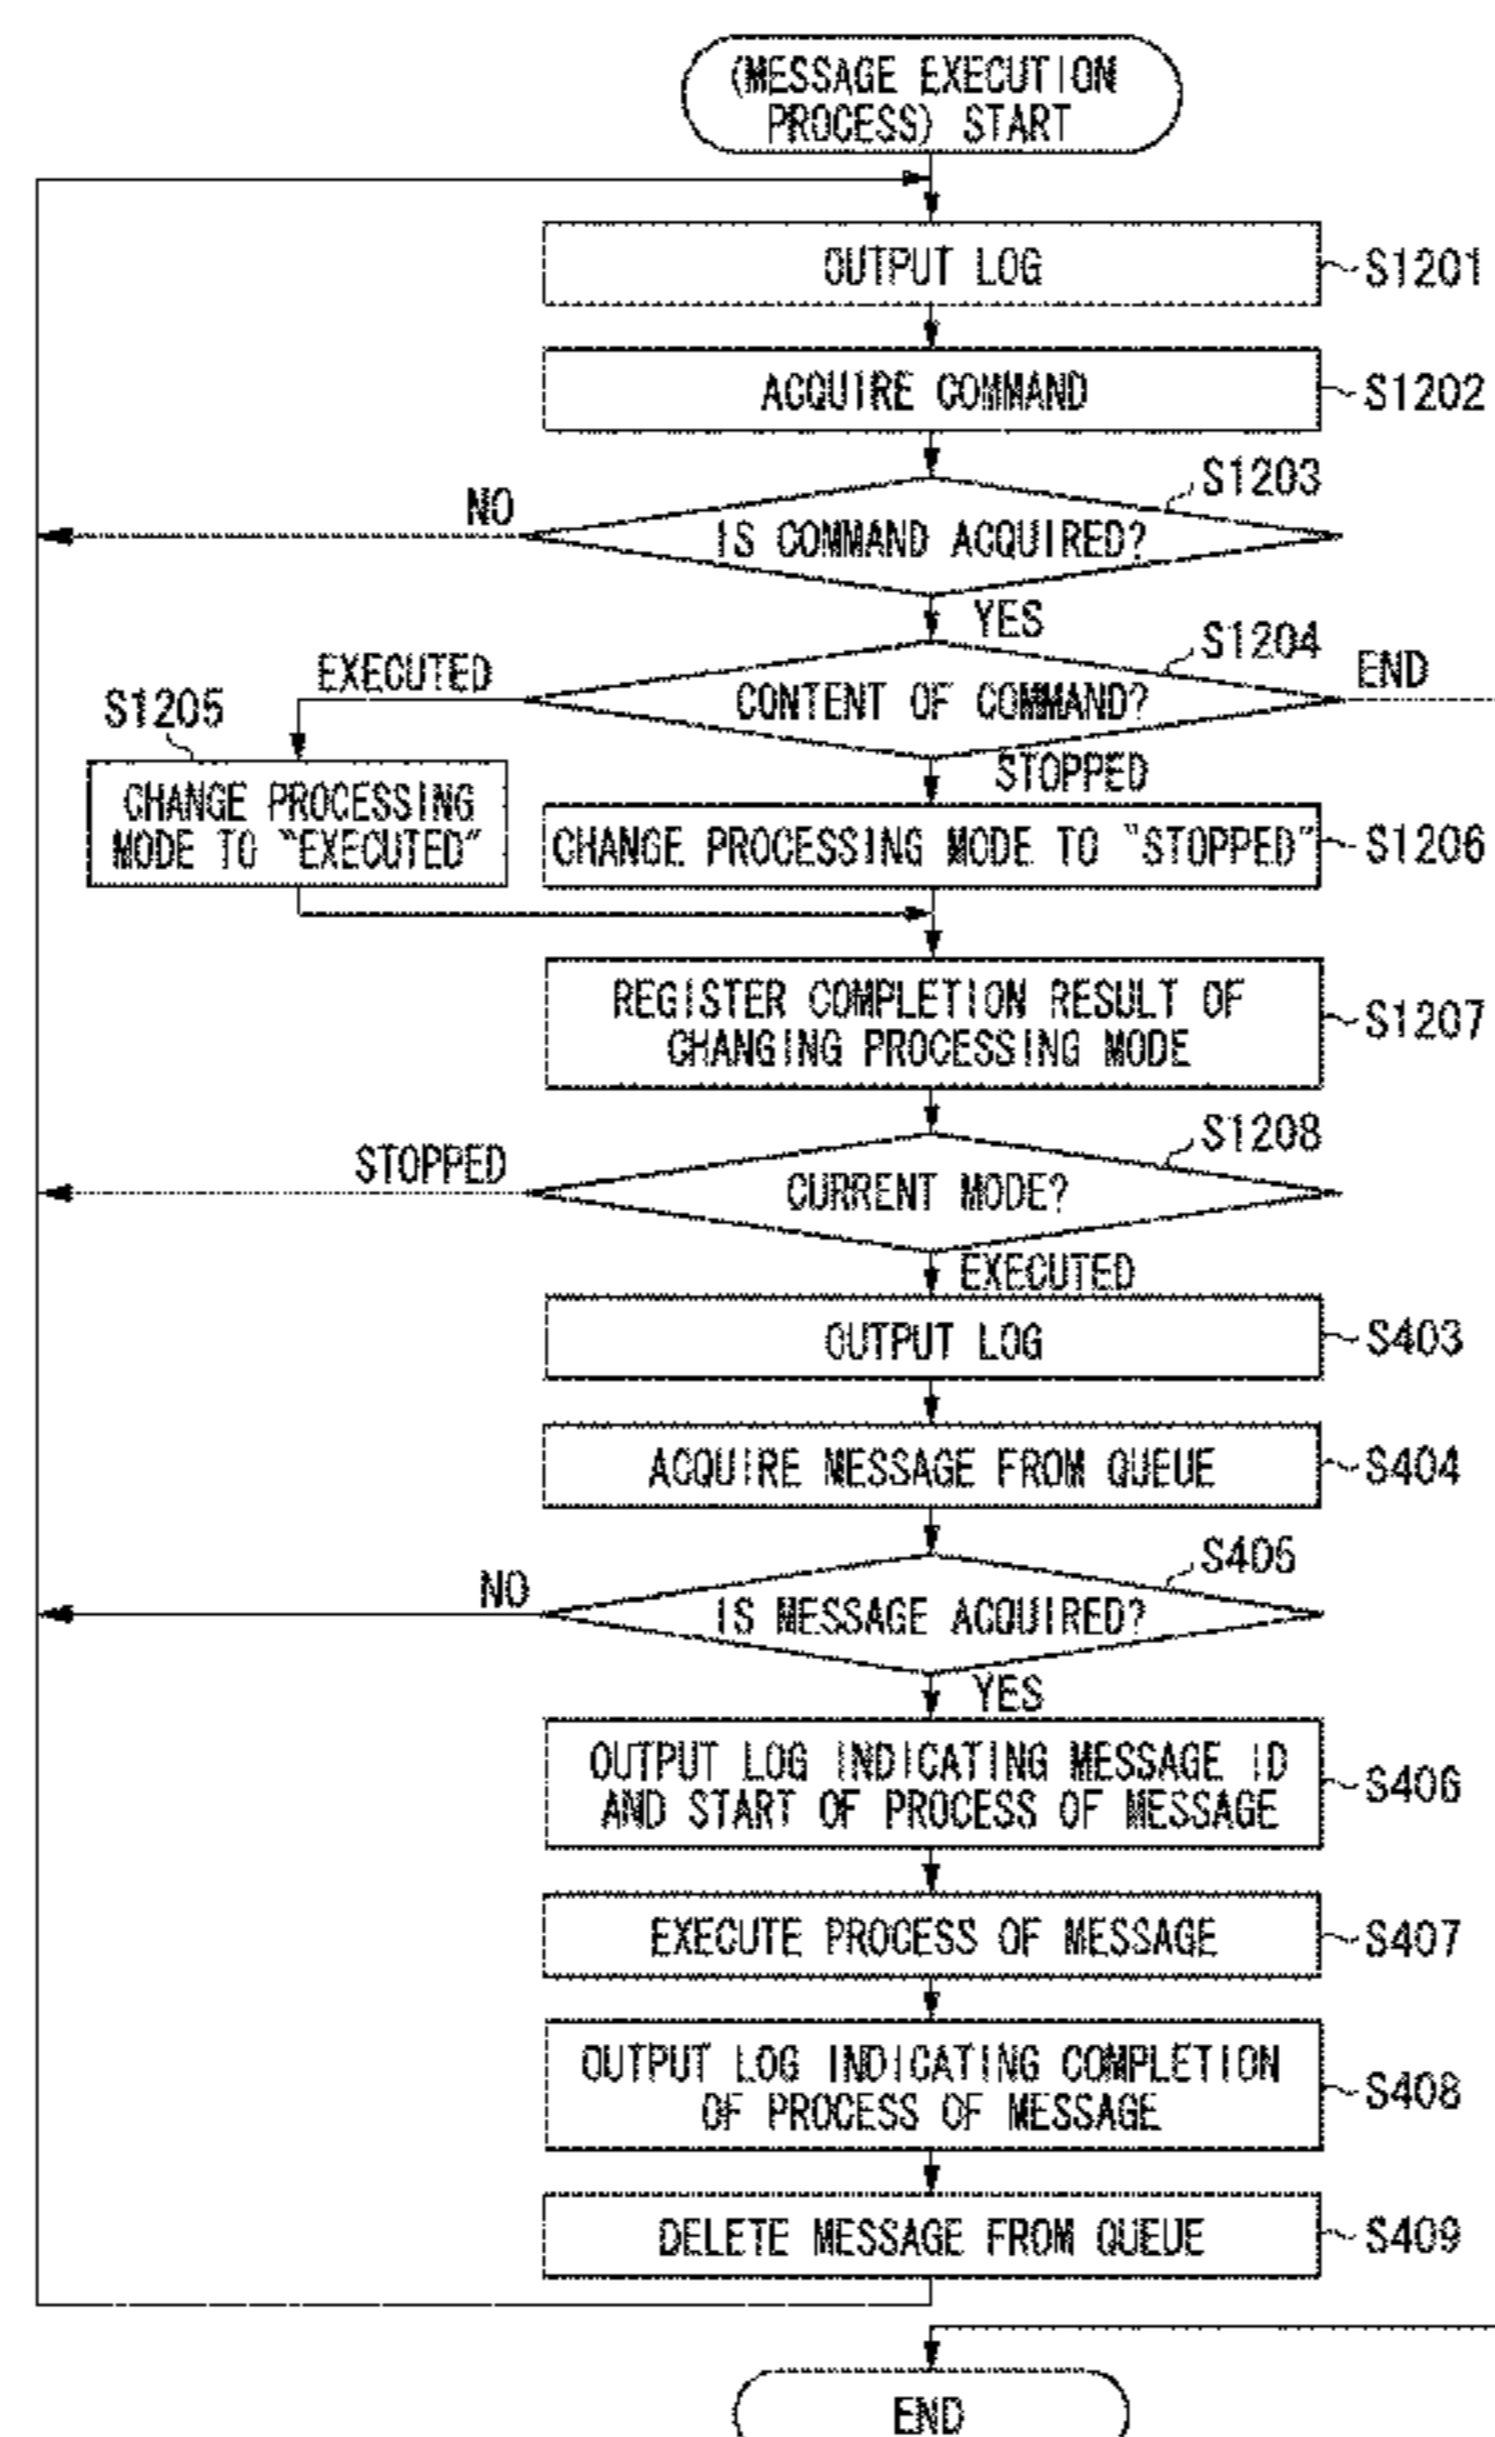 (MESSAGE EXECUTION
PROCESS) START
OUTPUT LOG
S1201
ACQUIRE COMMAND
S1202
S1203
NO
IS COMMAND ACQUIRED?
YES
S1204
EXECUTED
END
CONTENT OF COMMAND?
S1205
STOPPED
CHANGE PROCESSING
MODE TO "EXECUTED"
CHANGE PROCESSING MODE TO "STOPPED"
S1206
REGISTER COMPLETION RESULT OF
CHANGING PROCESSING MODE
S1207
S1208
STOPPED
CURRENT MODE?
EXECUTED
OUTPUT LOG
S403
ACQUIRE MESSAGE FROM QUEUE
S404
S405
NO
IS MESSAGE ACQUIRED?
YES
OUTPUT LOG INDICATING MESSAGE ID
AND START OF PROCESS OF MESSAGE
S406
EXECUTE PROCESS OF MESSAGE
S407
OUTPUT LOG INDICATING COMPLETION
OF PROCESS OF MESSAGE
S408
DELETE MESSAGE FROM QUEUE
S409
END